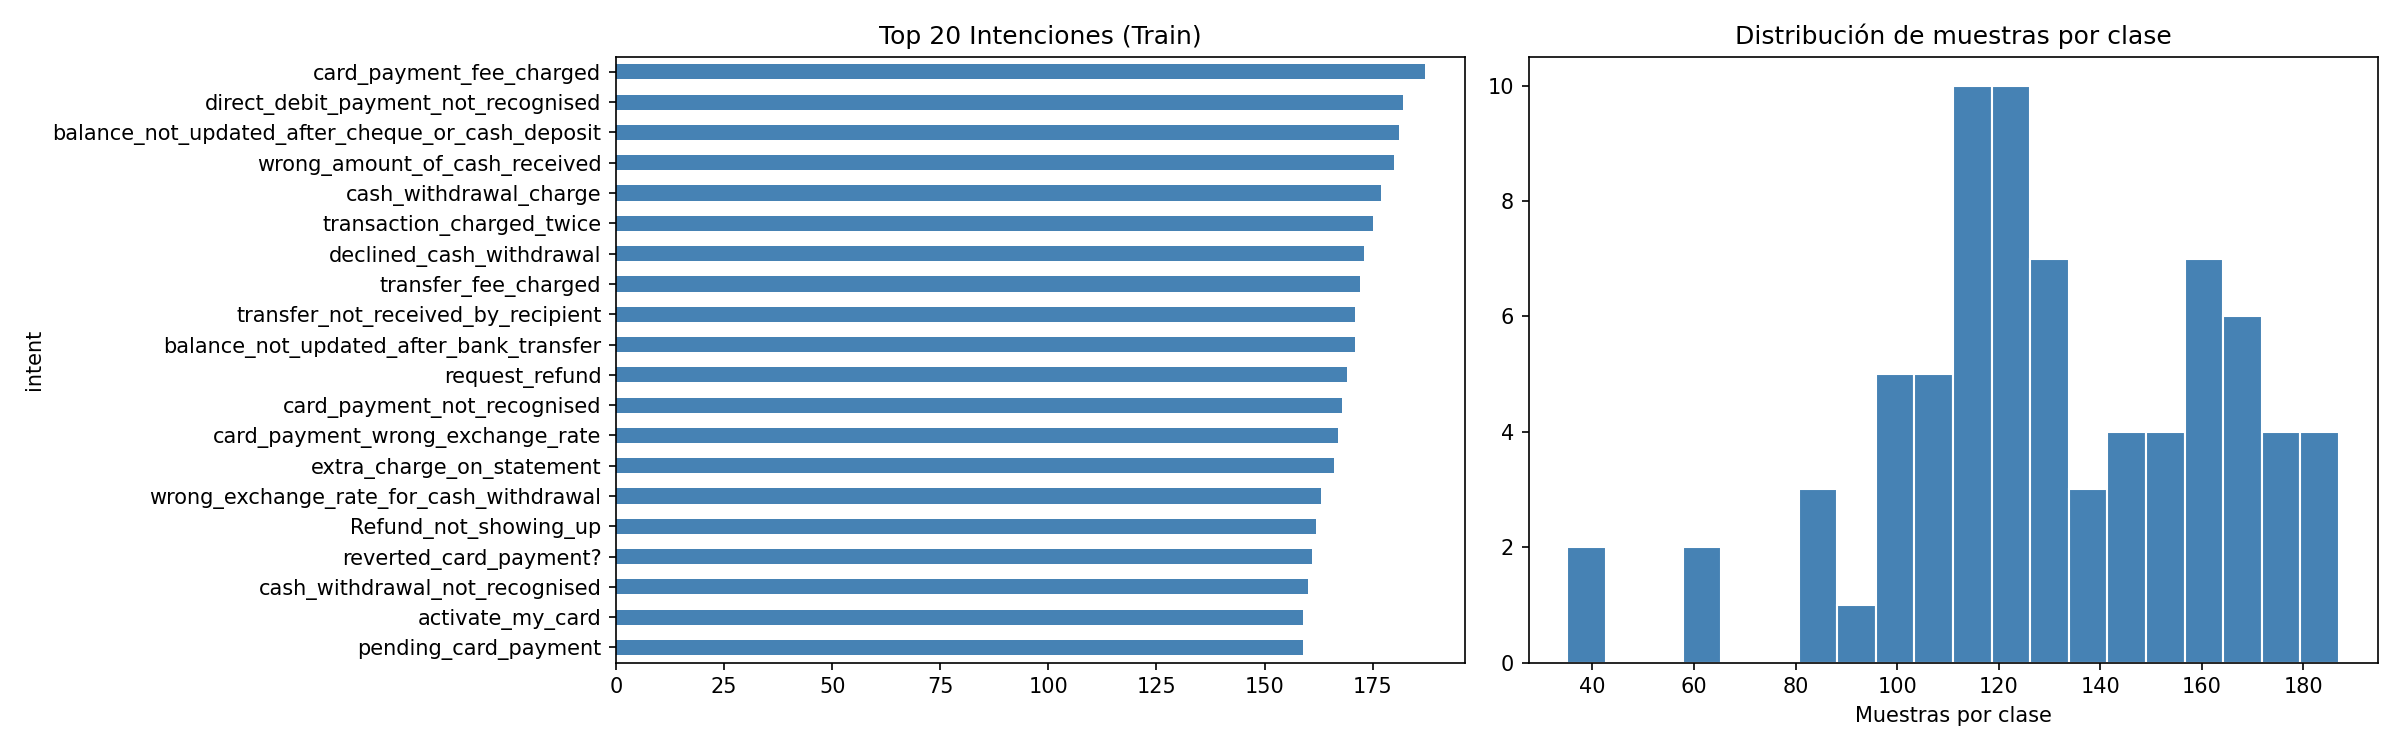 Top 20 Intenciones (Train)
intent
card_payment_fee_charged
direct_debit_payment_not_recognised
balance_not_updated_after_cheque_or_cash_deposit
wrong_amount_of_cash_received
cash_withdrawal_charge
transaction_charged_twice
declined_cash_withdrawal
transfer_fee_charged
transfer_not_received_by_recipient
balance_not_updated_after_bank_transfer
request_refund
card_payment_not_recognised
card_payment_wrong_exchange_rate
extra_charge_on_statement
wrong_exchange_rate_for_cash_withdrawal
Refund_not_showing_up
reverted_card_payment?
cash_withdrawal_not_recognised
activate_my_card
pending_card_payment
0 25 50 75 100 125 150 175
Distribución de muestras por clase
10
8
6
4
2
0
40 60 80 100 120 140 160 180
Muestras por clase